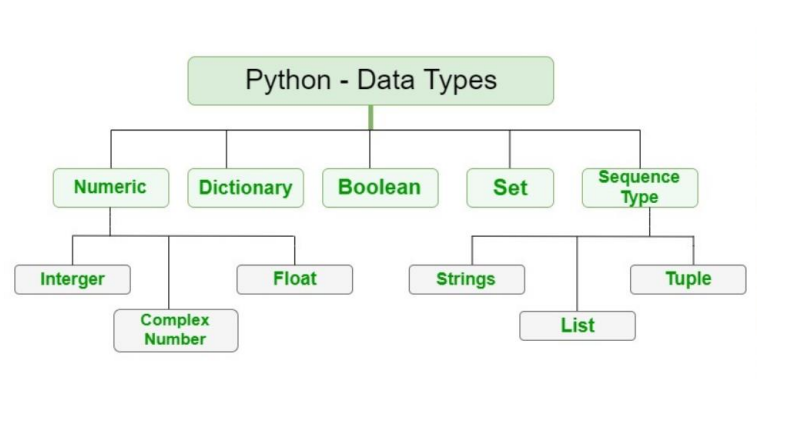 Python - Data Types
Numeric
Dictionary
Boolean
Set
Sequence
Type
Interger
Complex
Number
Float
Strings
List
Tuple